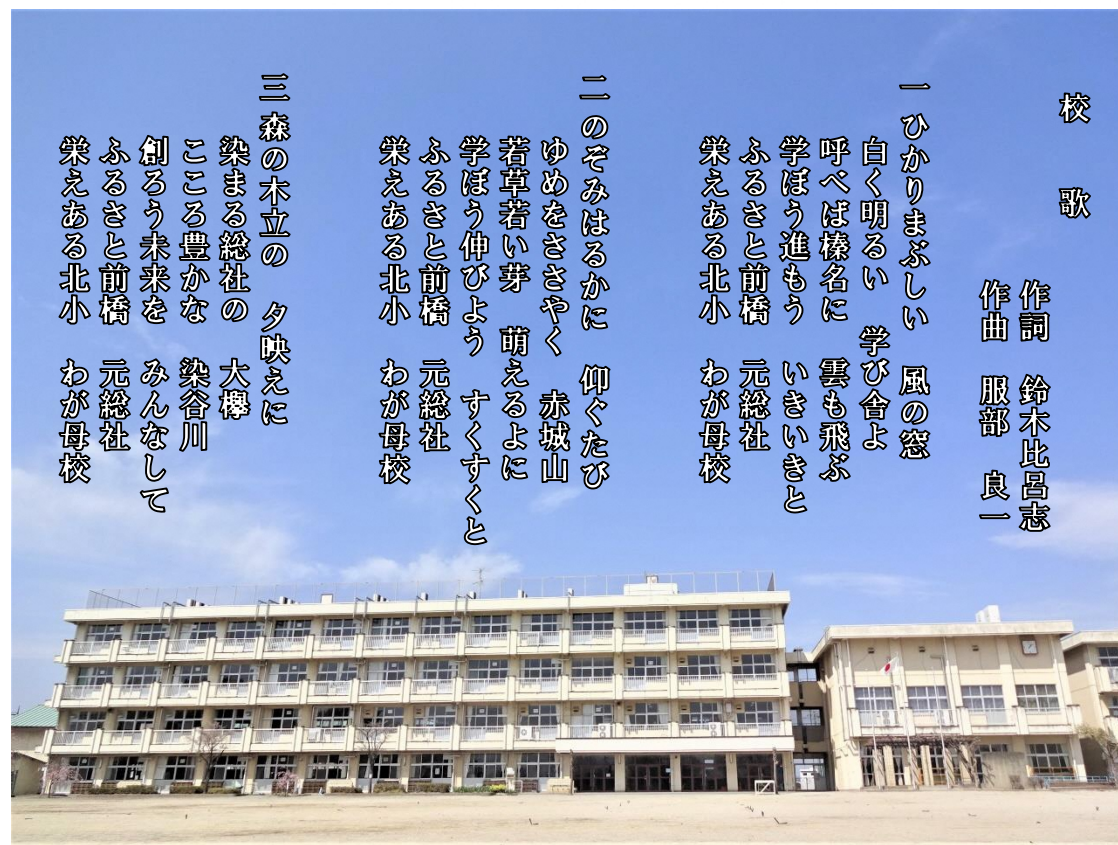 校　歌
作詞　鈴木比呂志
作曲　服部　良一
一 ひかりまぶしい　風の窓
白く明るい　学び舎よ
呼べば榛名に　雲も飛ぶ
学ぼう進もう　いきいきと
ふるさと前橋　元総社
栄えある北小　わが母校
二 のぞみはるかに　仰ぐたび
ゆめをささやく　赤城山
若草若い芽　萌えるよに
学ぼう伸びよう　すくすくと
ふるさと前橋　元総社
栄えある北小　わが母校
三 森の木立の　夕映えに
染まる総社の　大欅
こころ豊かな　染谷川
創ろう未来を　みんなして
ふるさと前橋　元総社
栄えある北小　わが母校